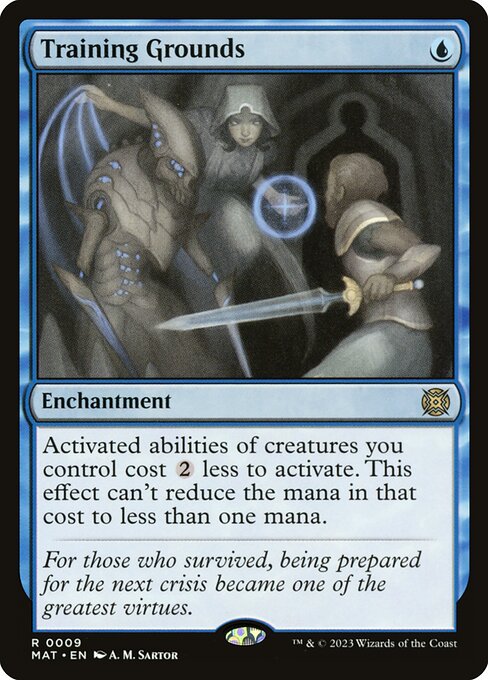 Training Grounds
Enchantment
Activated abilities of creatures you
control cost 2 less to activate. This
effect can't reduce the mana in that
cost to less than one mana.
For those who survived, being prepared
for the next crisis became one of the
greatest virtues.
R 0009
MAT • EN A. M. Sartor
™ & © 2023 Wizards of the Coast